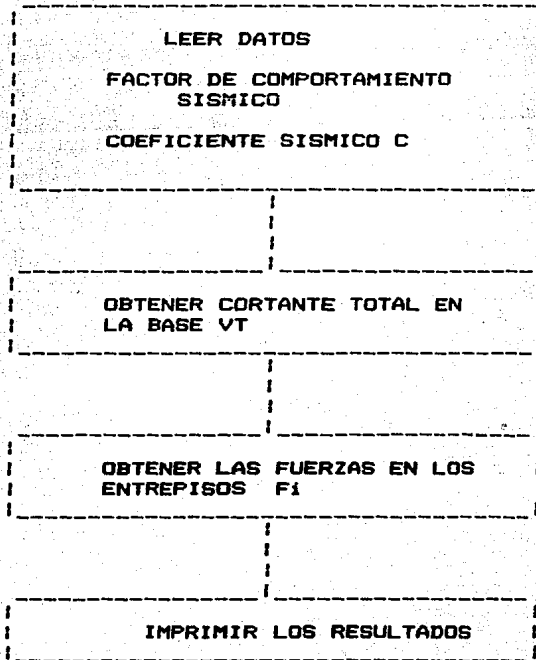 LEER DATOS
FACTOR DE COMPORTAMIENTO
SISMICO
COEFICIENTE SISMICO C
OBTENER CORTANTE TOTAL EN
LA BASE VT
OBTENER LAS FUERZAS EN LOS
ENTREPISOS Fi
IMPRIMIR LOS RESULTADOS